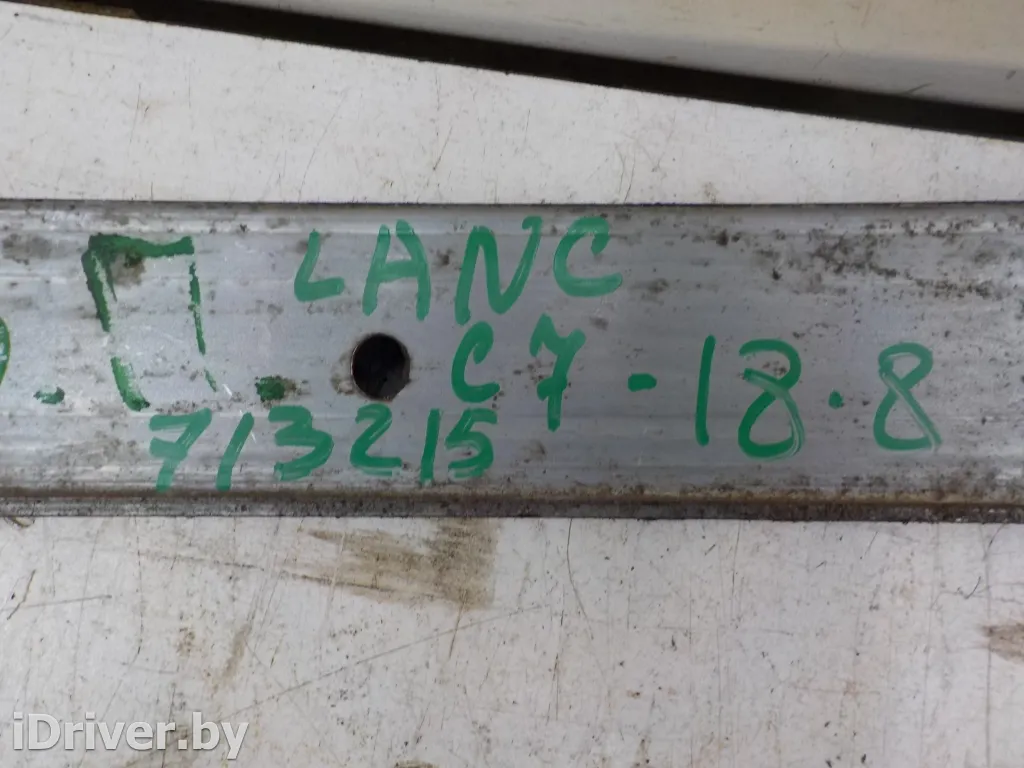 .П. LANC
C7 - 18.8
713215
iDriver.by